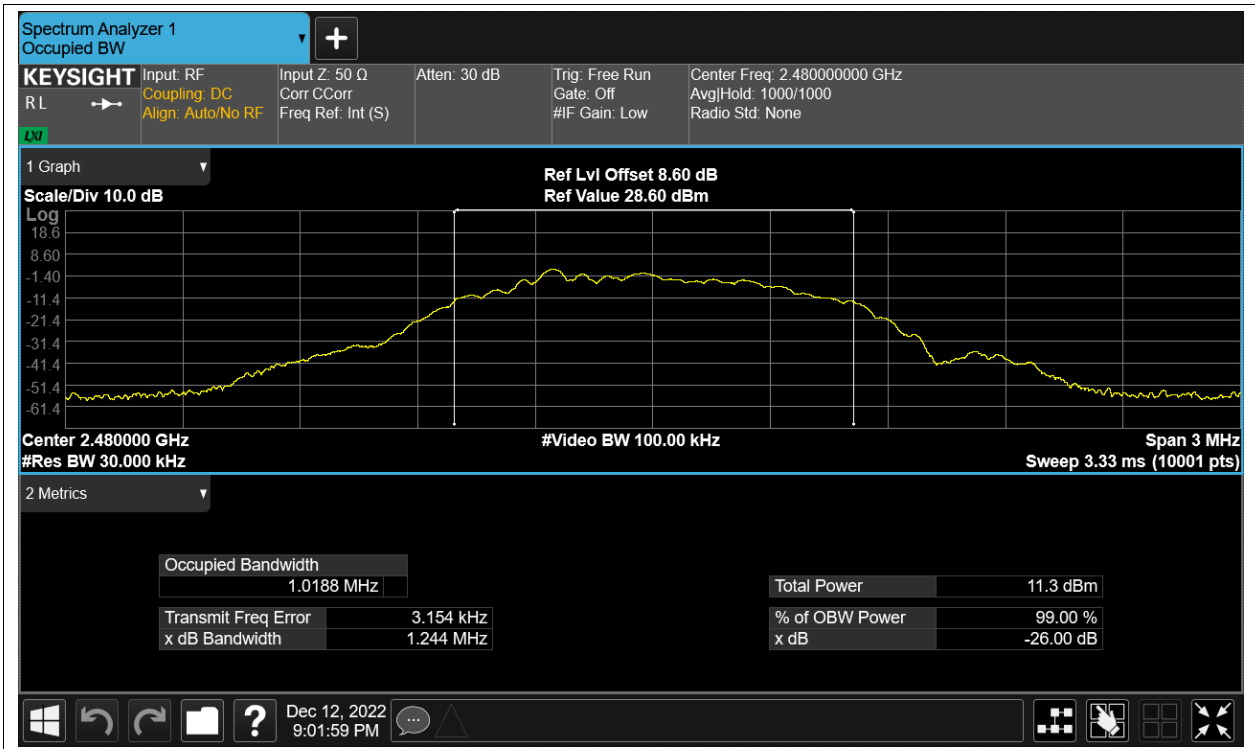 Spectrum Analyzer 1
Occupied BW
KEYSIGHT
R L
LXI
Input: RF
Coupling: DC
Align: Auto/No RF
Input Z: 50 Ω
Corr CCorr
Freq Ref: Int (S)
Atten: 30 dB
Trig: Free Run
Gate: Off
#IF Gain: Low
Center Freq: 2.480000000 GHz
Avg|Hold: 1000/1000
Radio Std: None
1 Graph
Scale/Div 10.0 dB
Ref Lvl Offset 8.60 dB
Ref Value 28.60 dBm
Log
18.6
8.60
-1.40
-11.4
-21.4
-31.4
-41.4
-51.4
-61.4
Center 2.480000 GHz
#Video BW 100.00 kHz
Span 3 MHz
#Res BW 30.000 kHz
Sweep 3.33 ms (10001 pts)
2 Metrics
Occupied Bandwidth
1.0188 MHz
Total Power 11.3 dBm
Transmit Freq Error 3.154 kHz
% of OBW Power 99.00 %
x dB Bandwidth 1.244 MHz
x dB -26.00 dB
?
Dec 12, 2022
9:01:59 PM